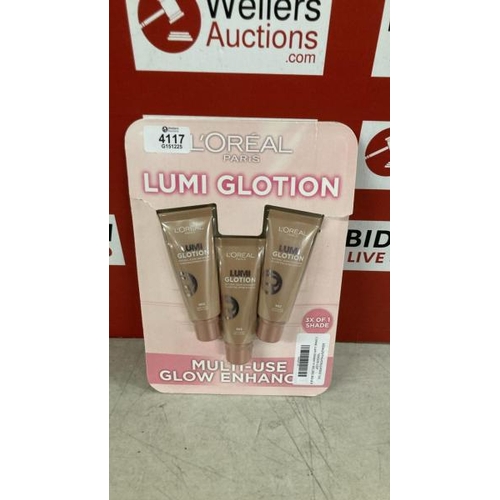 Wellers
Auctions
.com
Wellers
4117
G151225
L'ORÉAL
PARIS
LUMI GLOTION
L'ORÉAL
LUMI
GLOTION
L'ORÉAL
LUMI
GLOTION
L'ORÉAL
LUMI
GLOTION
BID
LIVE
3X OF 1
SHADE
MULTI-USE
GLOW ENHANC